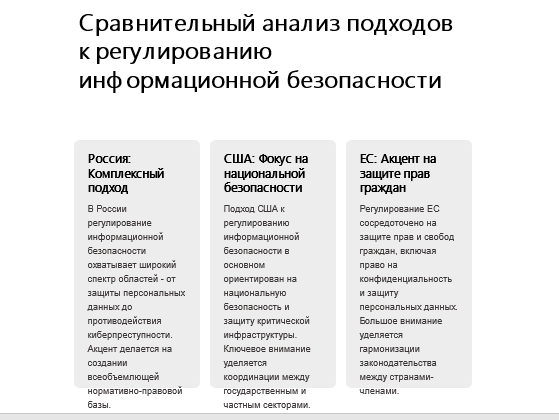 Сравнительный анализ подходов
к регулированию
информационной безопасности
Россия:
Комплексный
подход
В России
регулирование
информационной
безопасности
охватывает широкий
спектр областей - от
защиты персональных
данных до
противодействия
киберпреступности.
Акцент делается на
создании
всеобъемлющей
нормативно-правовой
базы.
США: Фокус на
национальной
безопасности
Подход США к
регулированию
информационной
безопасности в
основном
ориентирован на
национальную
безопасность и
защиту критической
инфраструктуры.
Ключевое внимание
уделяется
координации между
государственным и
частным секторами.
ЕС: Акцент на
защите прав
граждан
Регулирование ЕС
сосредоточено на
защите прав и свобод
граждан, включая
право на
конфиденциальность
и защиту
персональных данных.
Большое внимание
уделяется
гармонизации
законодательства
между странами-
членами.